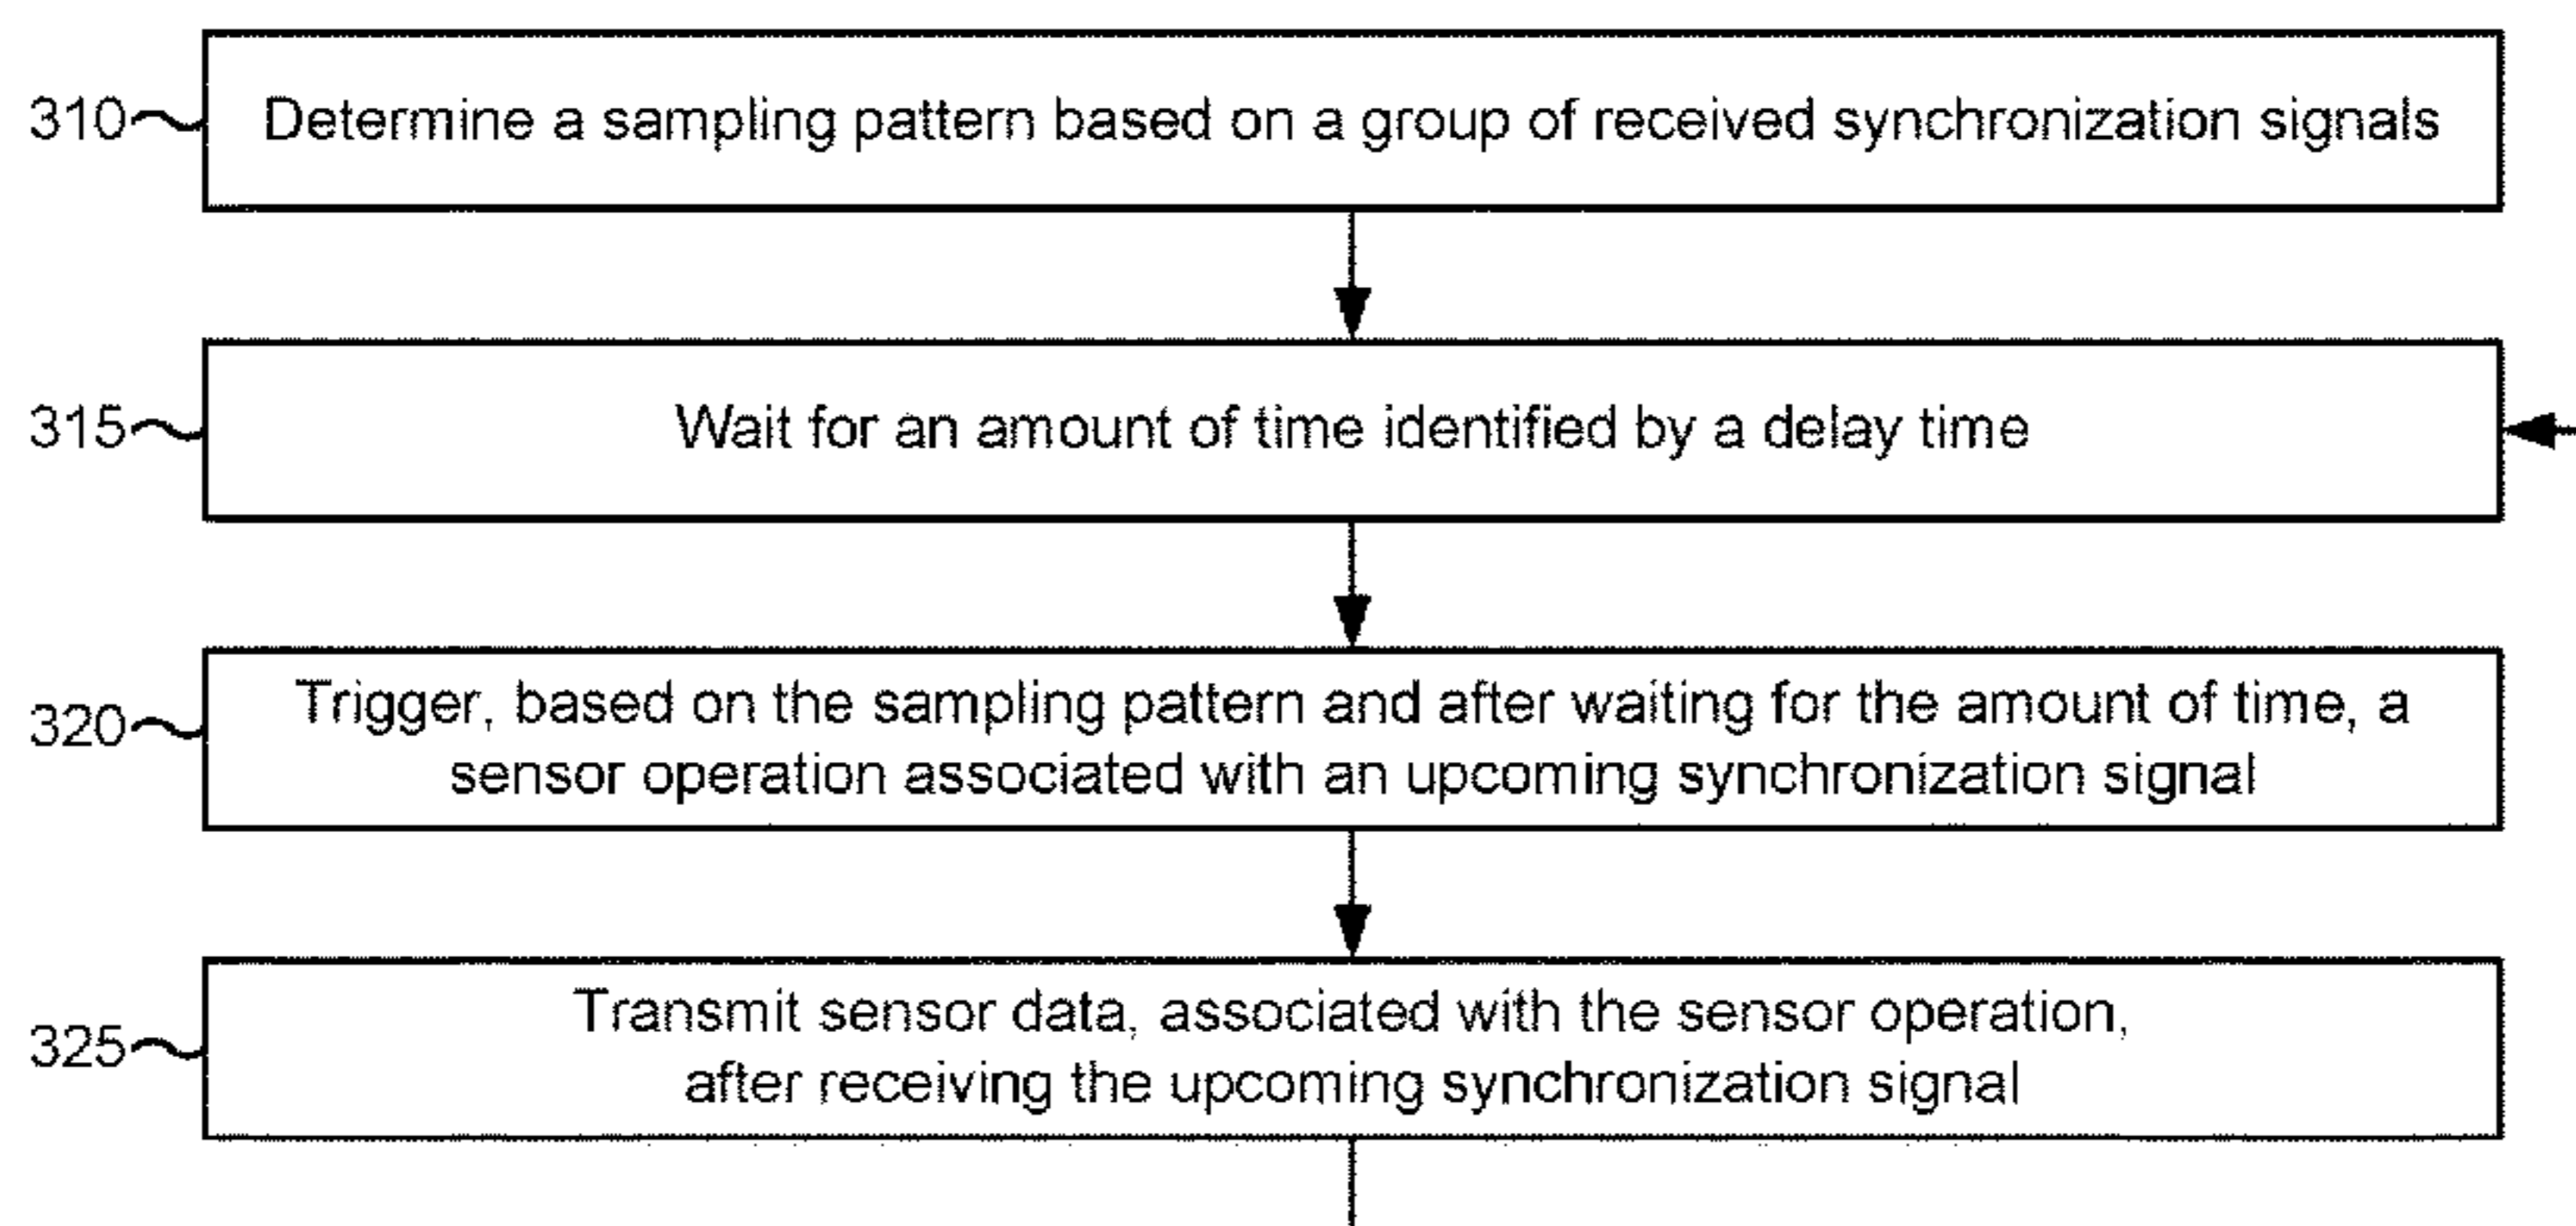 310 Determine a sampling pattern based on a group of received synchronization signals
315 Wait for an amount of time identified by a delay time
320 Trigger, based on the sampling pattern and after waiting for the amount of time, a
sensor operation associated with an upcoming synchronization signal
325 Transmit sensor data, associated with the sensor operation,
after receiving the upcoming synchronization signal